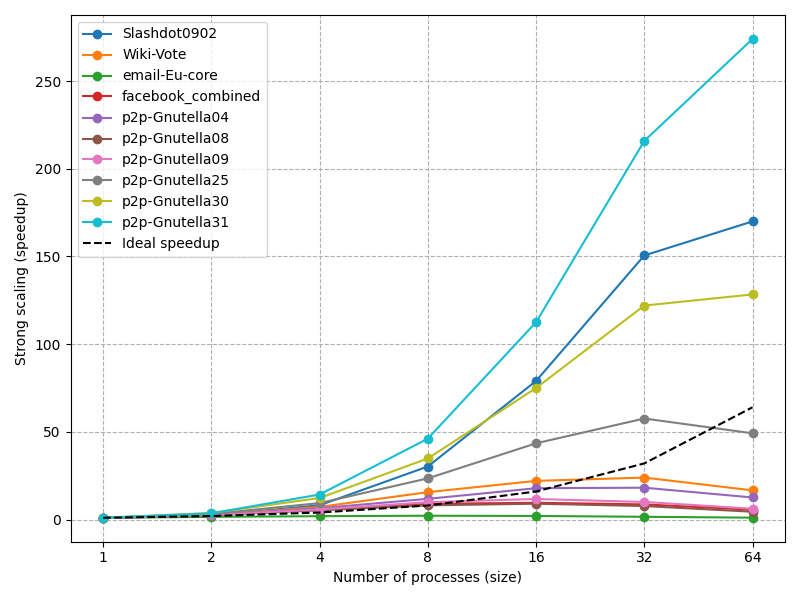 Slashdot0902
Wiki-Vote
email-Eu-core
facebook_combined
p2p-Gnutella04
p2p-Gnutella08
p2p-Gnutella09
p2p-Gnutella25
p2p-Gnutella30
p2p-Gnutella31
Ideal speedup
Strong scaling (speedup)
250
200
150
100
50
0
1 2 4 8 16 32 64
Number of processes (size)